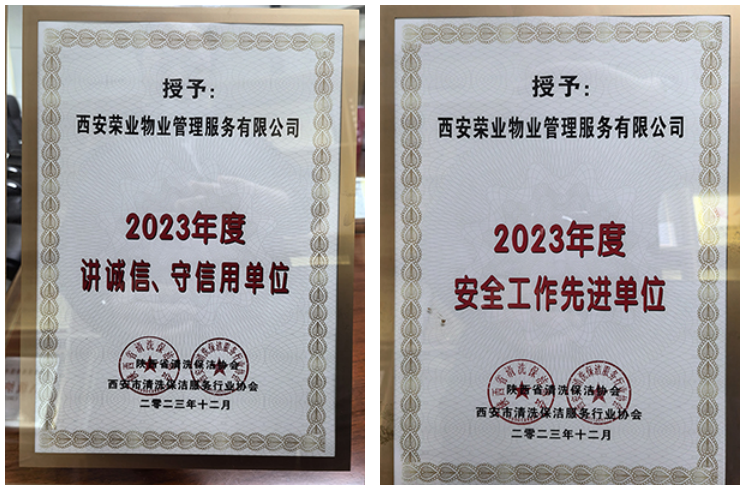 授予:
西安荣业物业管理服务有限公司
2023年度
讲诚信、守信用单位
陕西省清洗保洁协会
西安市清洗保洁服务行业协会
二零二三年十二月
授予:
西安荣业物业管理服务有限公司
2023年度
安全工作先进单位
陕西省清洗保洁协会
西安市清洗保洁服务行业协会
二零二三年十二月